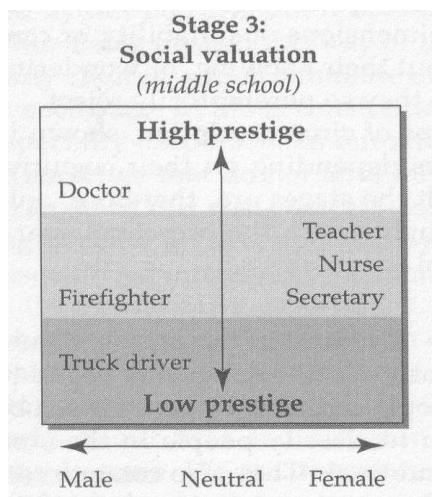 Stage 3:
Social valuation
(middle school)
High prestige
Doctor
Teacher
Nurse
Firefighter Secretary
Truck driver
Low prestige
Male Neutral Female